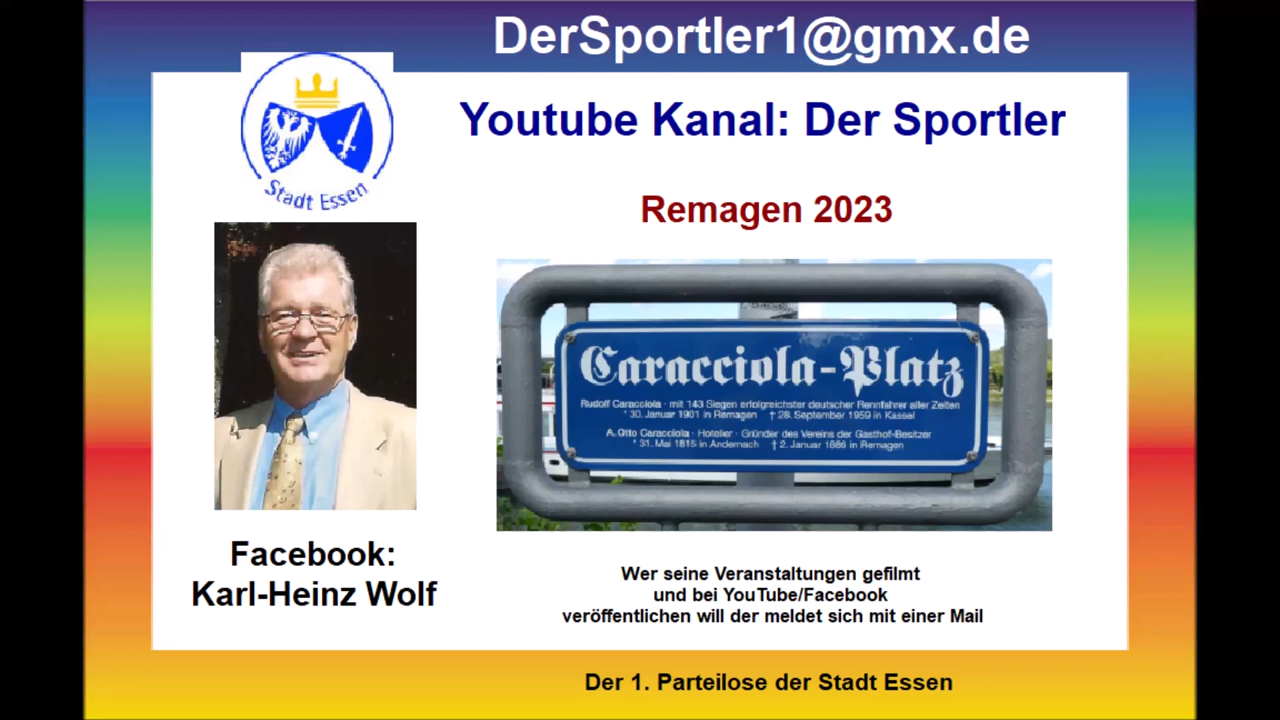 DerSportler1@gmx.de
Youtube Kanal: Der Sportler
Stadt Essen
Remagen 2023
Caracciola-Platz
Rudolf Caracciola · mit 143 Siegen erfolgreichster deutscher Rennfahrer aller Zeiten
* 30. Januar 1901 in Remagen † 28. September 1959 in Kassel
A. Otto Caracciola · Hotelier · Gründer des Vereins der Gasthof-Besitzer
* 31. Mai 1815 in Andernach † 2. Januar 1886 in Remagen
Facebook:
Karl-Heinz Wolf
Wer seine Veranstaltungen gefilmt
und bei YouTube/Facebook
veröffentlichen will der meldet sich mit einer Mail
Der 1. Parteilose der Stadt Essen